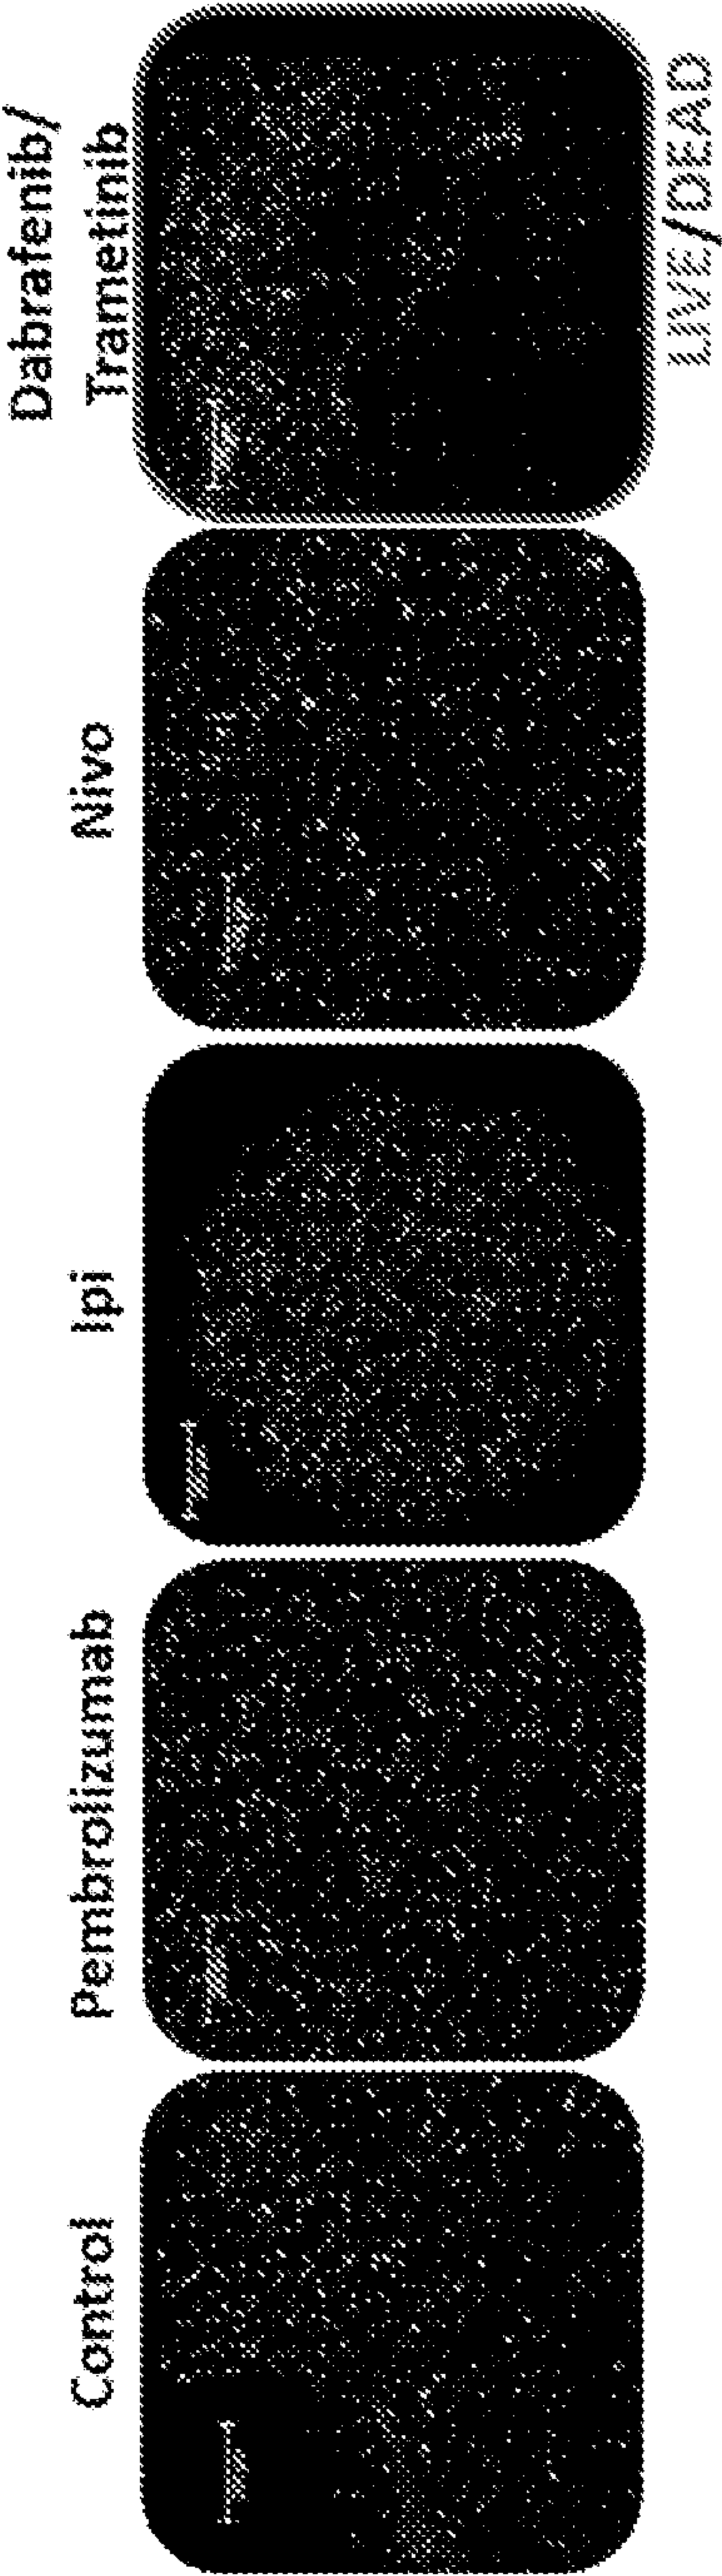 Control
Pembrolizumab
Ipi
Nivo
Dabrafenib/
Trametinib
LIVE/DEAD